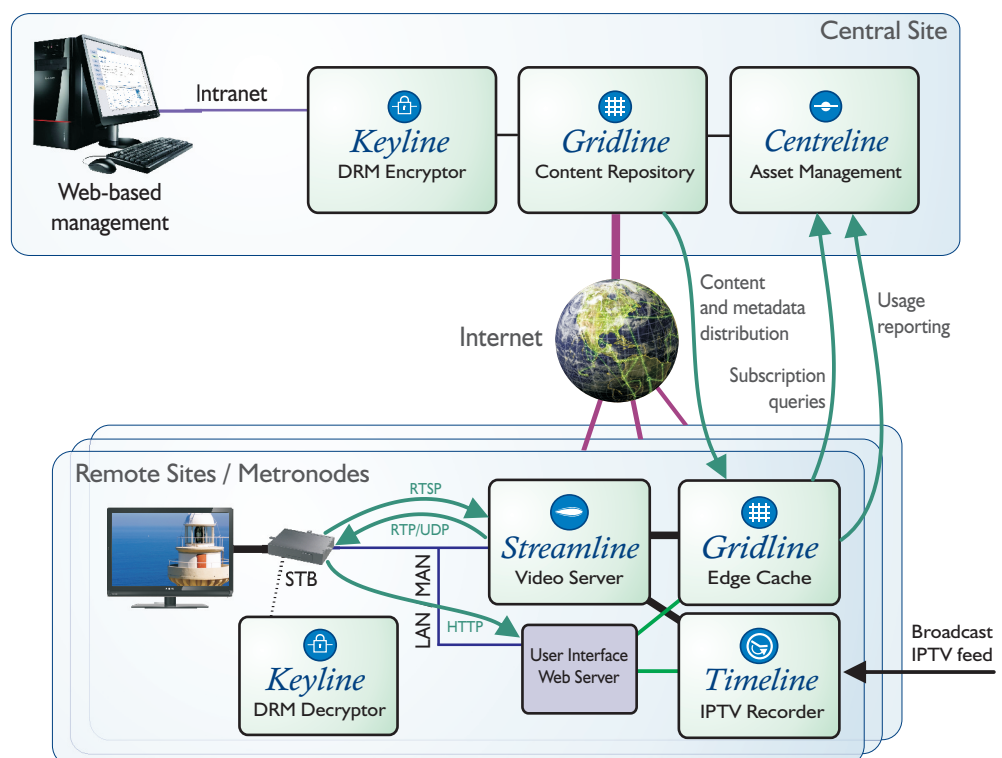 Central Site
Intranet
Web-based
management
Keyline
DRM Encryptor
Gridline
Content Repository
Centreline
Asset Management
Internet
Content
and metadata
distribution
Usage
reporting
Subscription
queries
Remote Sites / Metronodes
RTSP
RTP/UDP
STB
LAN MAN
HTTP
Streamline
Video Server
Gridline
Edge Cache
Keyline
DRM Decryptor
User Interface
Web Server
Timeline
IPTV Recorder
Broadcast
IPTV feed